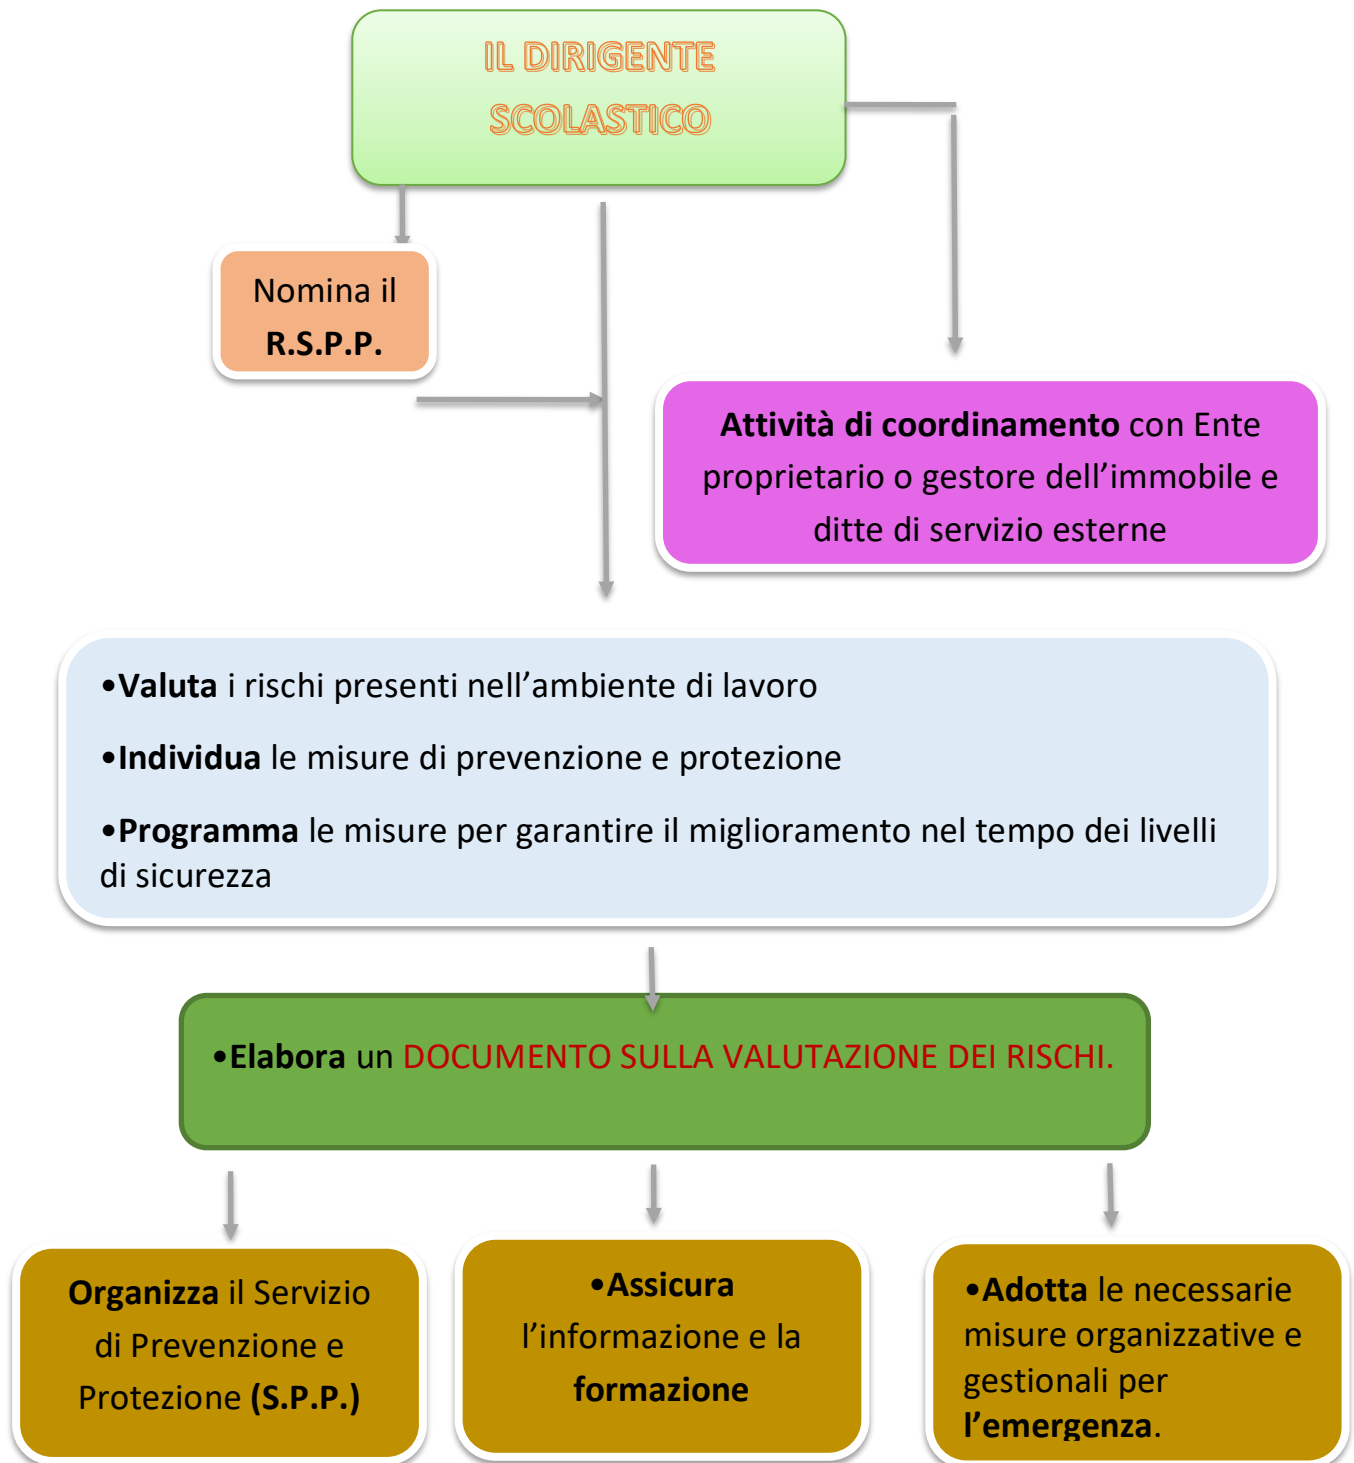 IL DIRIGENTE
SCOLASTICO
Nomina il
R.S.P.P.
Attività di coordinamento con Ente
proprietario o gestore dell’immobile e
ditte di servizio esterne
•Valuta i rischi presenti nell’ambiente di lavoro
•Individua le misure di prevenzione e protezione
•Programma le misure per garantire il miglioramento nel tempo dei livelli
di sicurezza
•Elabora un DOCUMENTO SULLA VALUTAZIONE DEI RISCHI.
Organizza il Servizio
di Prevenzione e
Protezione (S.P.P.)
•Assicura
l’informazione e la
formazione
•Adotta le necessarie
misure organizzative e
gestionali per
l’emergenza.